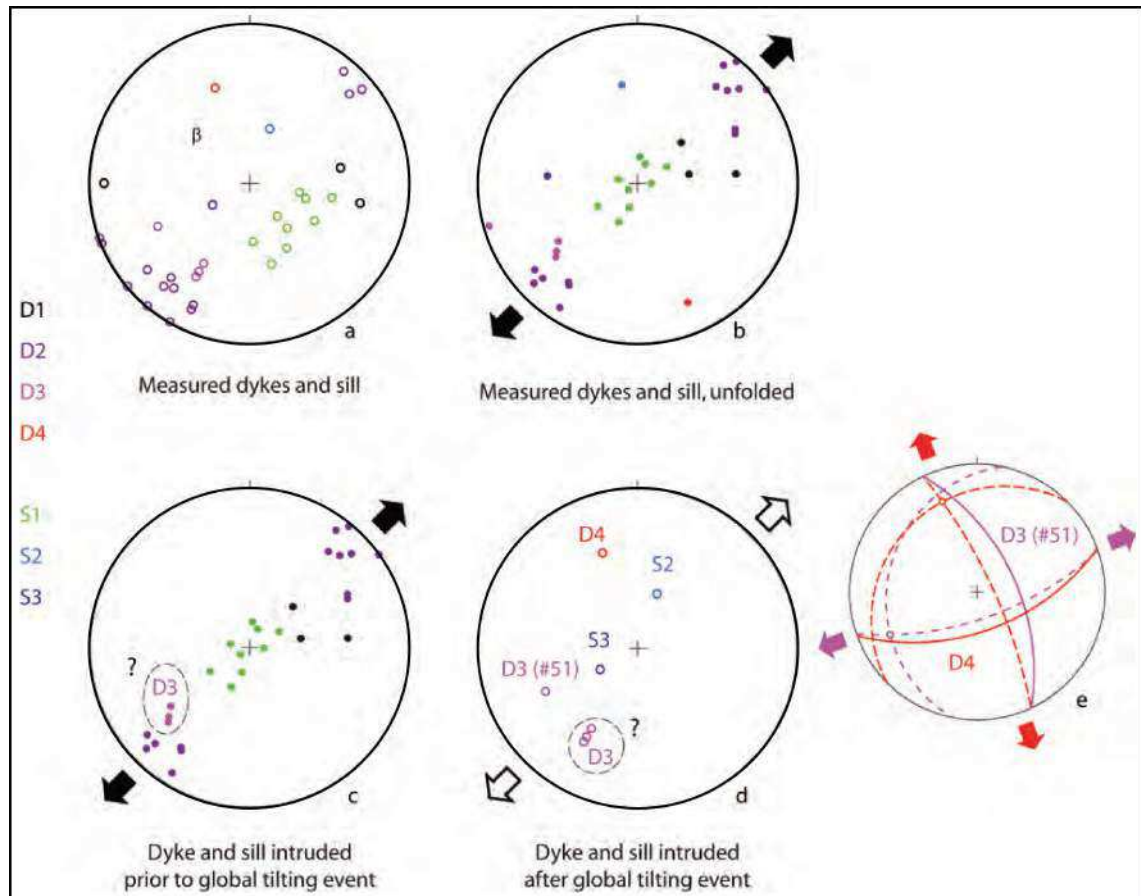 β
a
Measured dykes and sill
b
Measured dykes and sill, unfolded
D1
D2
D3
D4
S1
S2
S3
?
D3
c
Dyke and sill intruded
prior to global tilting event
D4
S2
S3
D3 (#51)
?
D3
d
Dyke and sill intruded
after global tilting event
D3 (#51)
D4
e